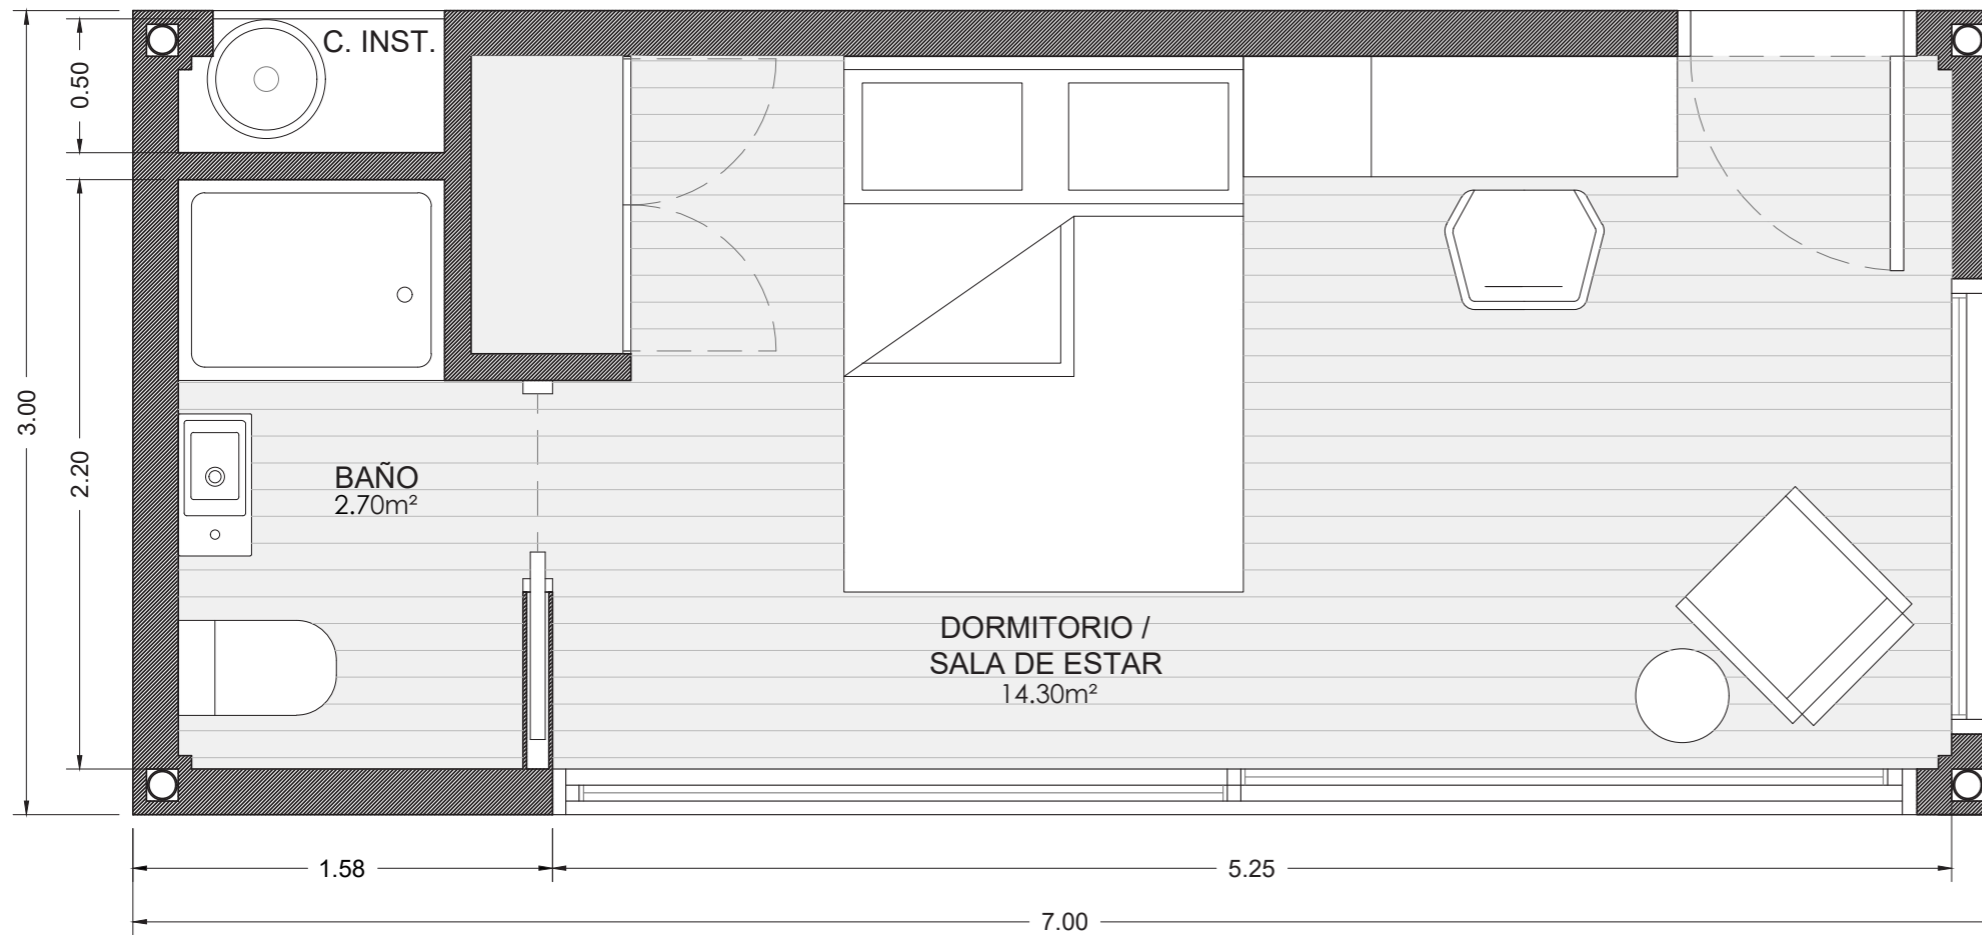 C. INST.
0.50
3.00
2.20
BAÑO
2.70m²
DORMITORIO /
SALA DE ESTAR
14.30m²
1.58
5.25
7.00